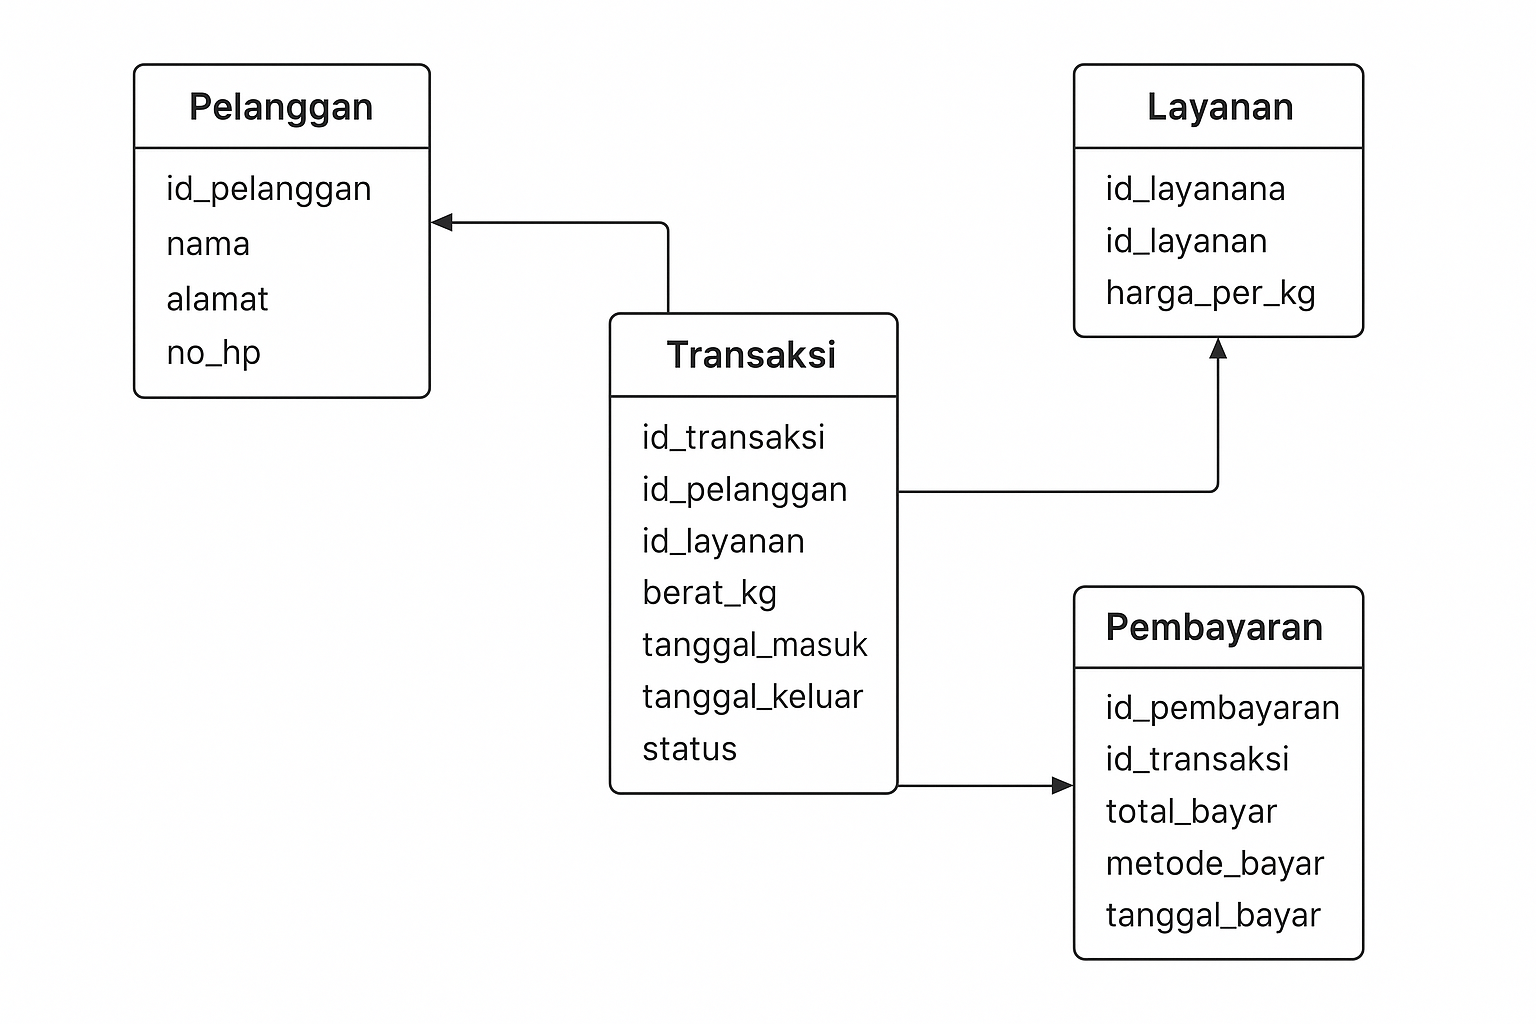 Pelanggan
id_pelanggan
nama
alamat
no_hp
Layanan
id_layanana
id_layanan
harga_per_kg
Transaksi
id_transaksi
id_pelanggan
id_layanan
berat_kg
tanggal_masuk
tanggal_keluar
status
Pembayaran
id_pembayaran
id_transaksi
total_bayar
metode_bayar
tanggal_bayar